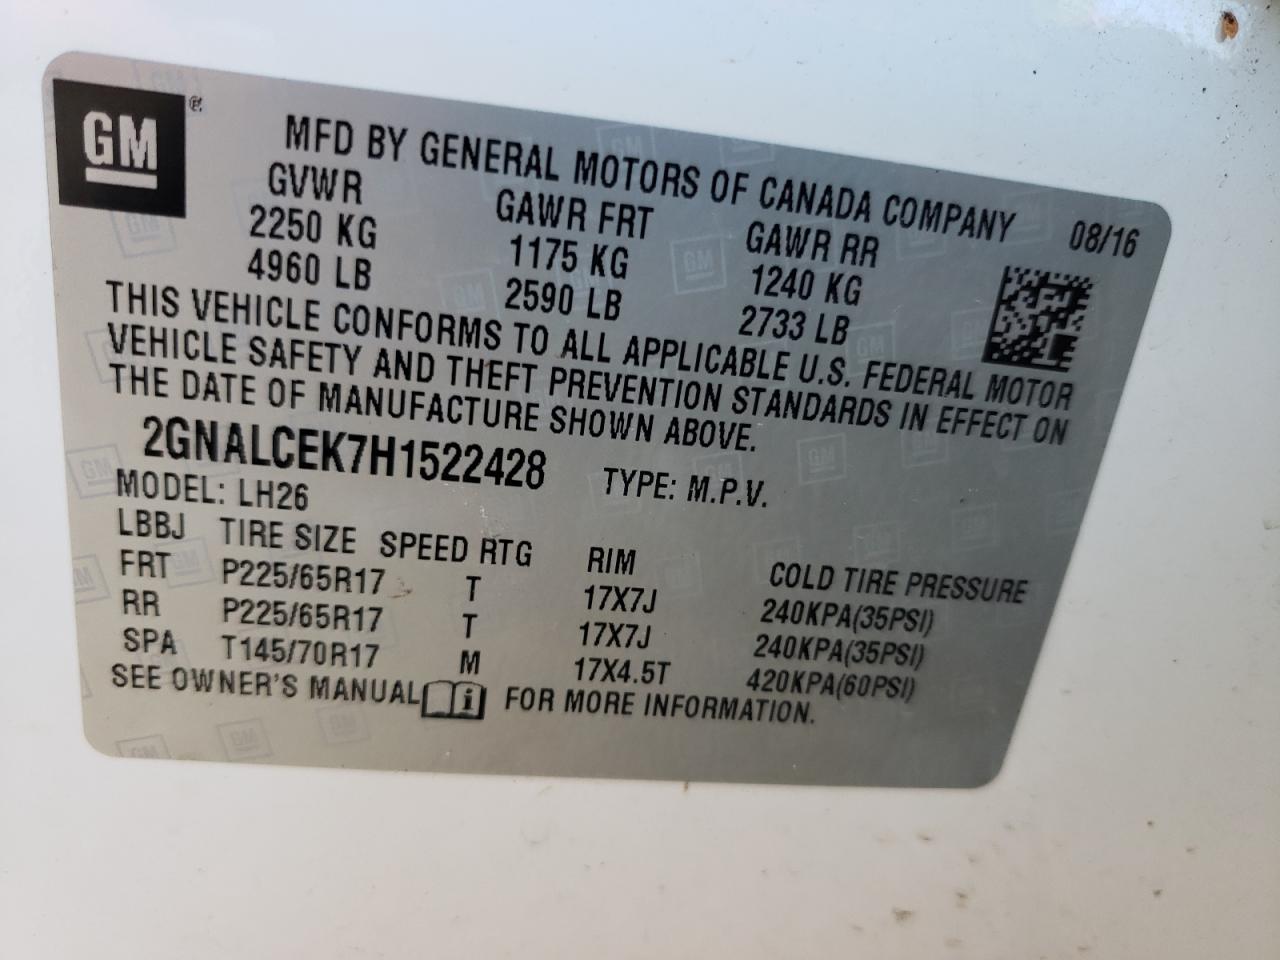 GM ®
MFD BY GENERAL MOTORS OF CANADA COMPANY 08/16
GVWR GAWR FRT GAWR RR
2250 KG 1175 KG 1240 KG
4960 LB 2590 LB 2733 LB
THIS VEHICLE CONFORMS TO ALL APPLICABLE U.S. FEDERAL MOTOR
VEHICLE SAFETY AND THEFT PREVENTION STANDARDS IN EFFECT ON
THE DATE OF MANUFACTURE SHOWN ABOVE.
2GNALCEK7H1522428 TYPE: M.P.V.
MODEL: LH26
LBBJ TIRE SIZE SPEED RTG RIM COLD TIRE PRESSURE
FRT P225/65R17 T 17X7J 240KPA(35PSI)
RR P225/65R17 T 17X7J 240KPA(35PSI)
SPA T145/70R17 M 17X4.5T 420KPA(60PSI)
SEE OWNER'S MANUAL FOR MORE INFORMATION.